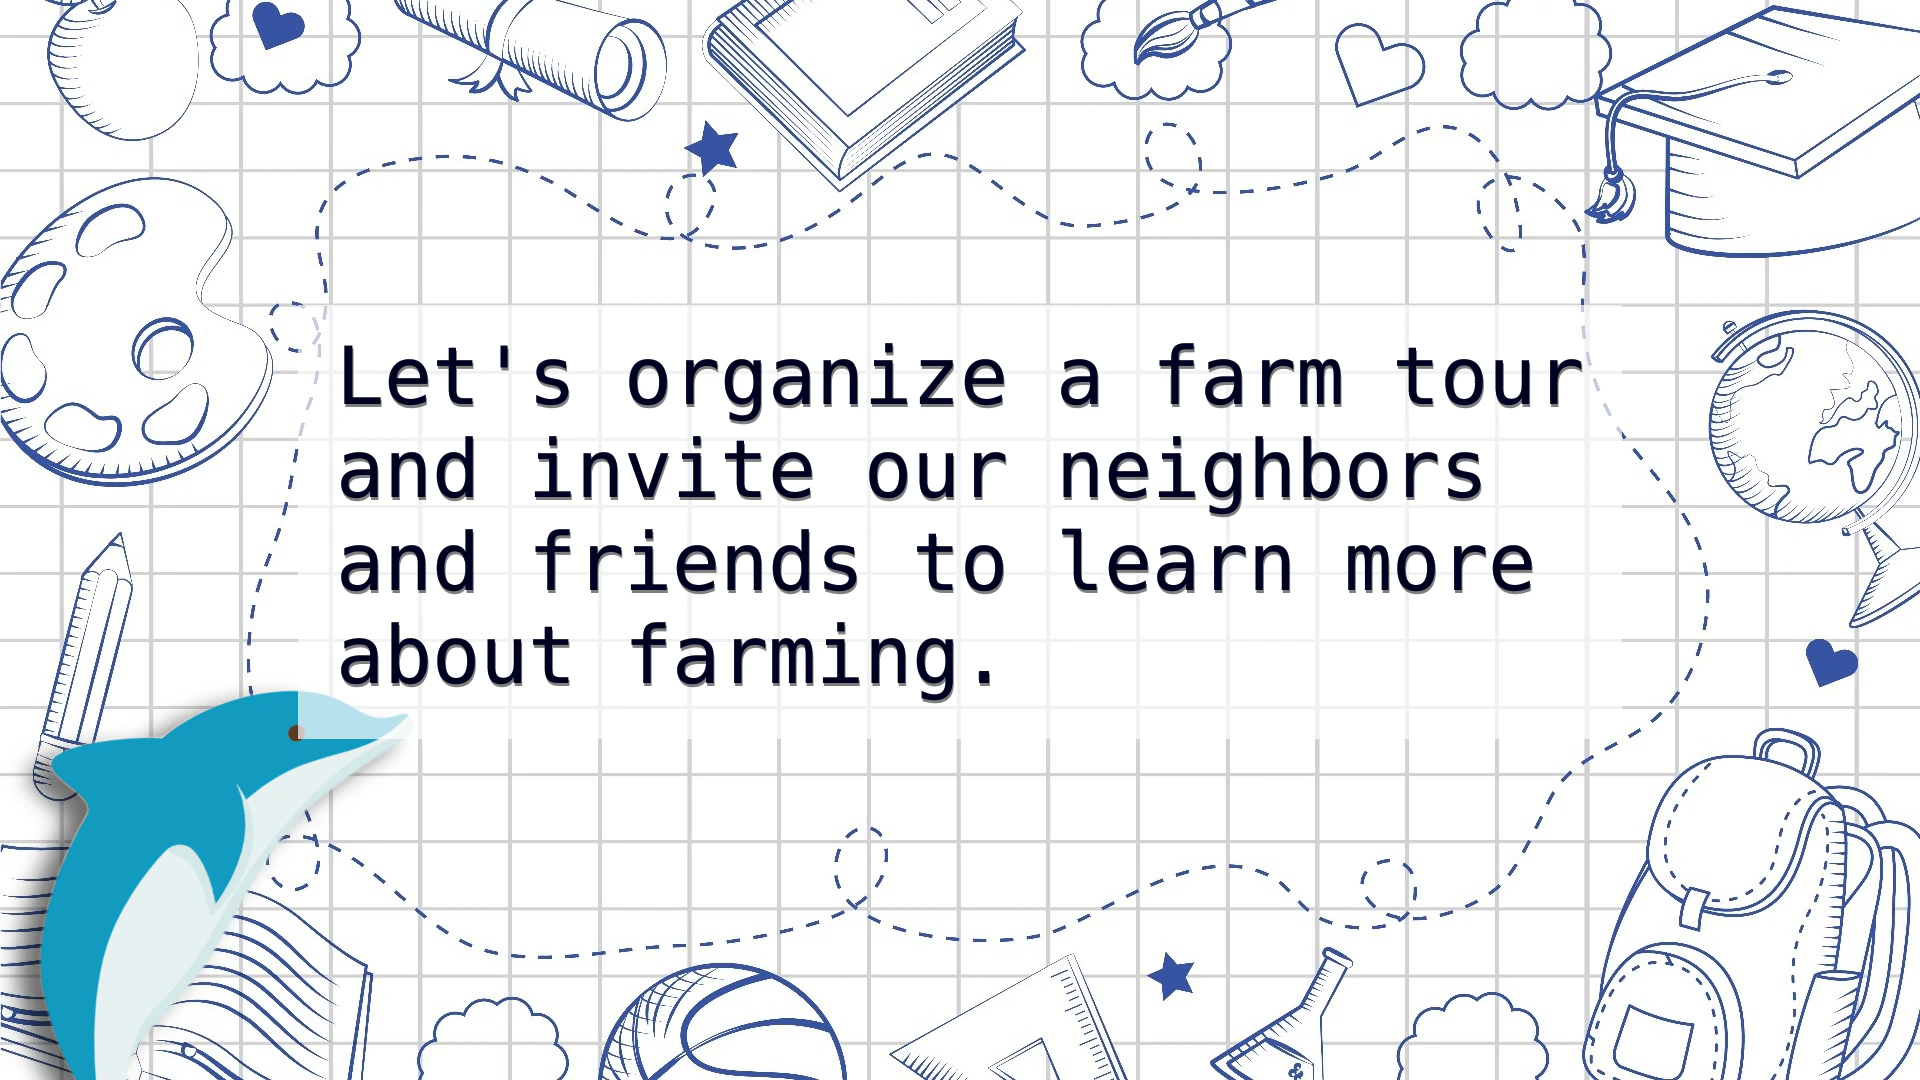 Let's organize a farm tour
and invite our neighbors
and friends to learn more
about farming.